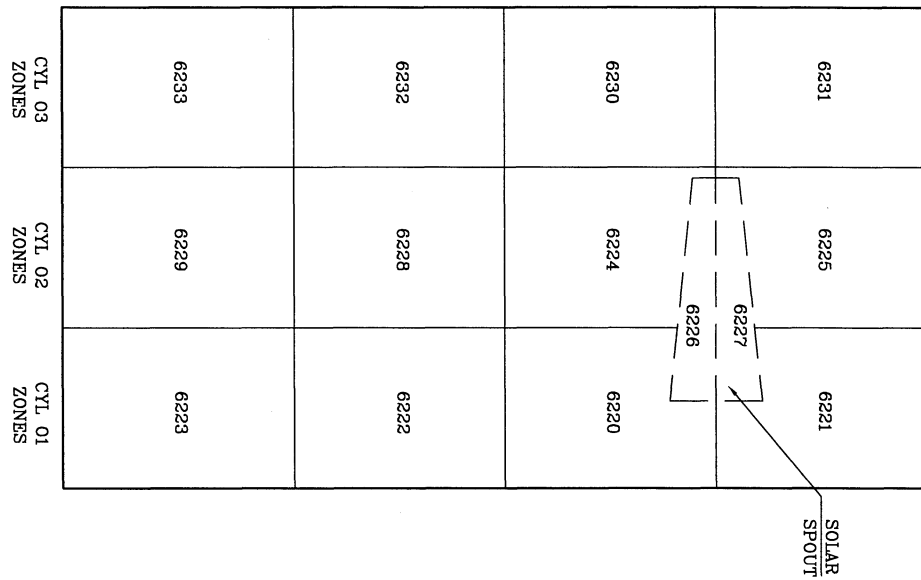 6233
6232
6230
6231
CYL 03
ZONES
6229
6228
6224
6225
CYL 02
ZONES
6226
6227
6223
6222
6220
6221
CYL 01
ZONES
SOLAR
SPOUT